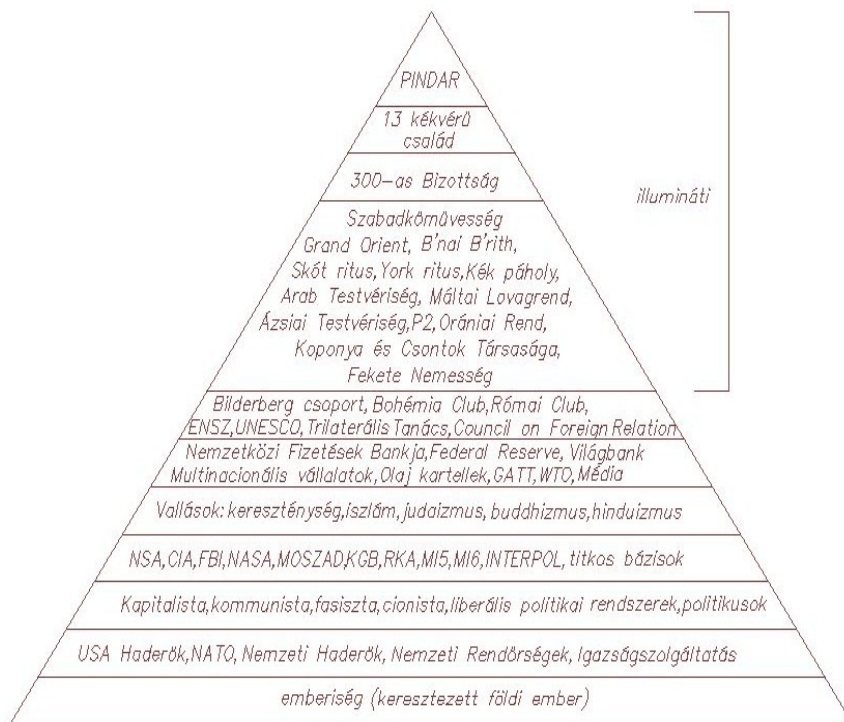 PINDAR
13 kékvérű
család
300-as Bizottság
illumináti
Szabadkőművesség
Grand Orient, B'nai B'rith,
Skót ritus,York ritus,Kék páholy,
Arab Testvériség, Máltai Lovagrend,
Ázsiai Testvériség,P2,Orániai Rend,
Koponya és Csontok Társasága,
Fekete Nemesség
Bilderberg csoport,Bohémia Club,Római Club,
ENSZ,UNESCO,Trilaterális Tanács,Council on Foreign Relation
Nemzetközi Fizetések Bankja,Federal Reserve,Világbank
Multinacionális vállalatok,Olaj kartellek,GATT,WTO,Média
Vallások:kereszténység,iszlám,judaizmus,buddhizmus,hinduizmus
NSA,CIA,FBI,NASA,MOSZAD,KGB,RKA,MI5,MI6,INTERPOL,titkos bázisok
Kapitalista,kommunista,fasiszta,cionista,liberális politikai rendszerek,politikusok
USA Haderők,NATO,Nemzeti Haderők, Nemzeti Rendőrségek, Igazságszolgáltatás
emberiség (keresztezett földi ember)